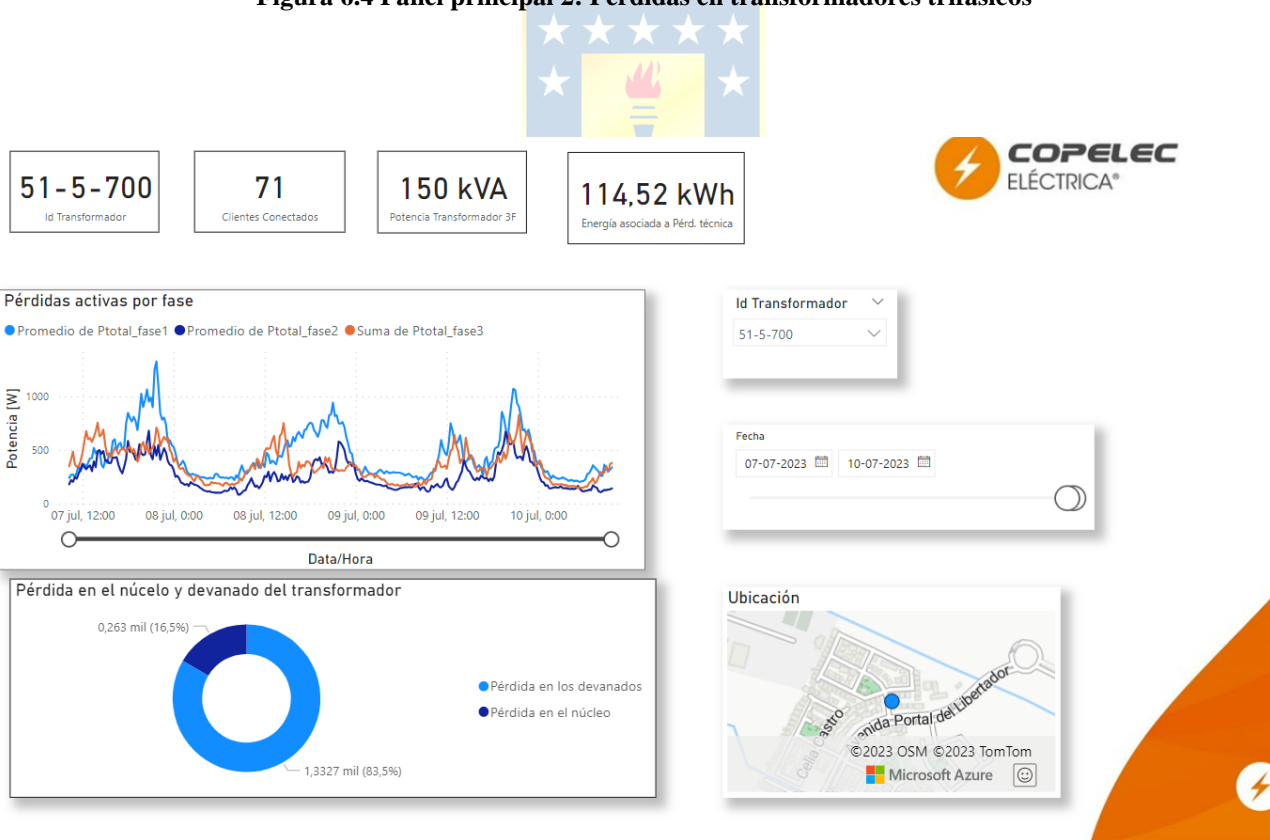 Figura 6.4 Panel principal 2: Pérdidas en transformadores trifásicos
51-5-700
Id Transformador
71
Clientes Conectados
150 kVA
Potencia Transformador 3F
114,52 kWh
Energía asociada a Pérd. técnica
COPELEC
ELÉCTRICA®
Pérdidas activas por fase
Promedio de Ptotal_fase1 Promedio de Ptotal_fase2 Suma de Ptotal_fase3
Potencia [W]
1000
500
0
07 jul, 12:00 08 jul, 0:00 08 jul, 12:00 09 jul, 0:00 09 jul, 12:00 10 jul, 0:00
Data/Hora
Id Transformador
51-5-700
Fecha
07-07-2023 10-07-2023
Pérdida en el núcelo y devanado del transformador
0,263 mil (16,5%)
1,3327 mil (83,5%)
Pérdida en los devanados
Pérdida en el núcleo
Ubicación
Celia Castro
Avenida Portal del Libertador
©2023 OSM ©2023 TomTom
Microsoft Azure